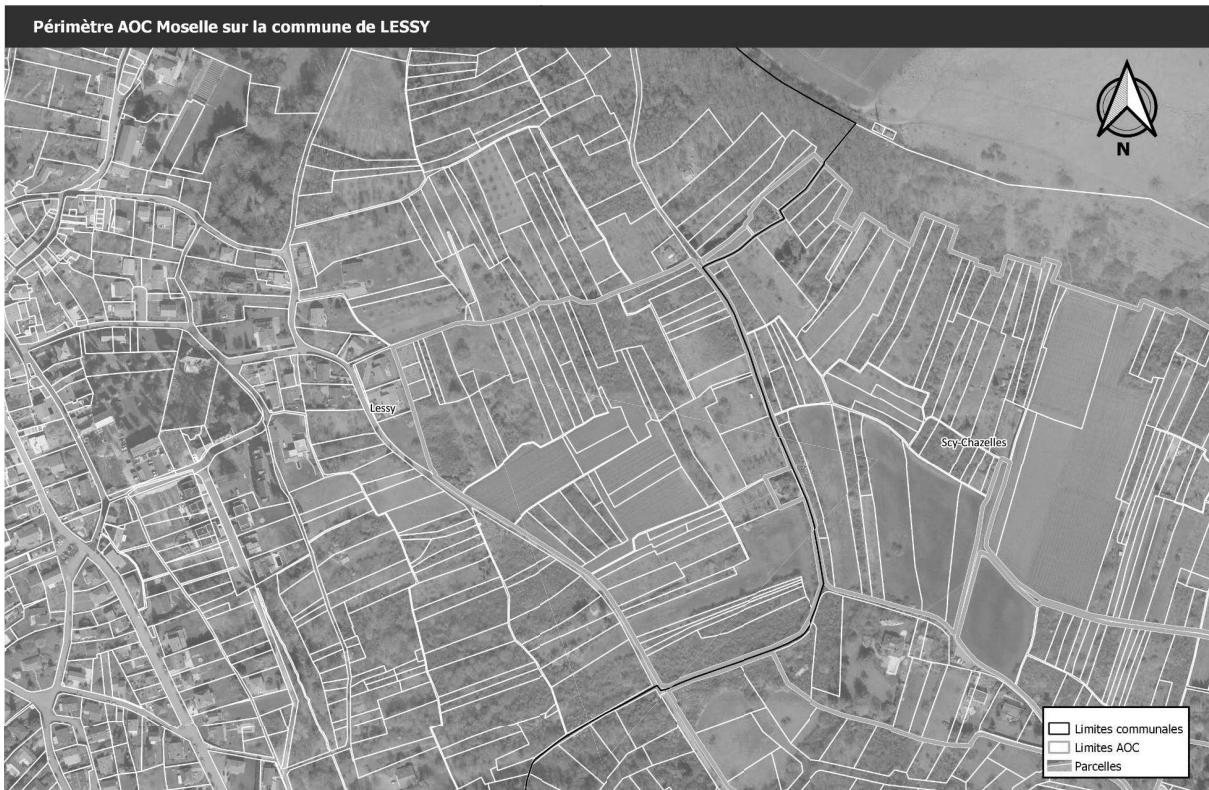 Périmètre AOC Moselle sur la commune de LESSY
N
Lessy
Scy-Chazelles
Limites communales
Limites AOC
Parcelles